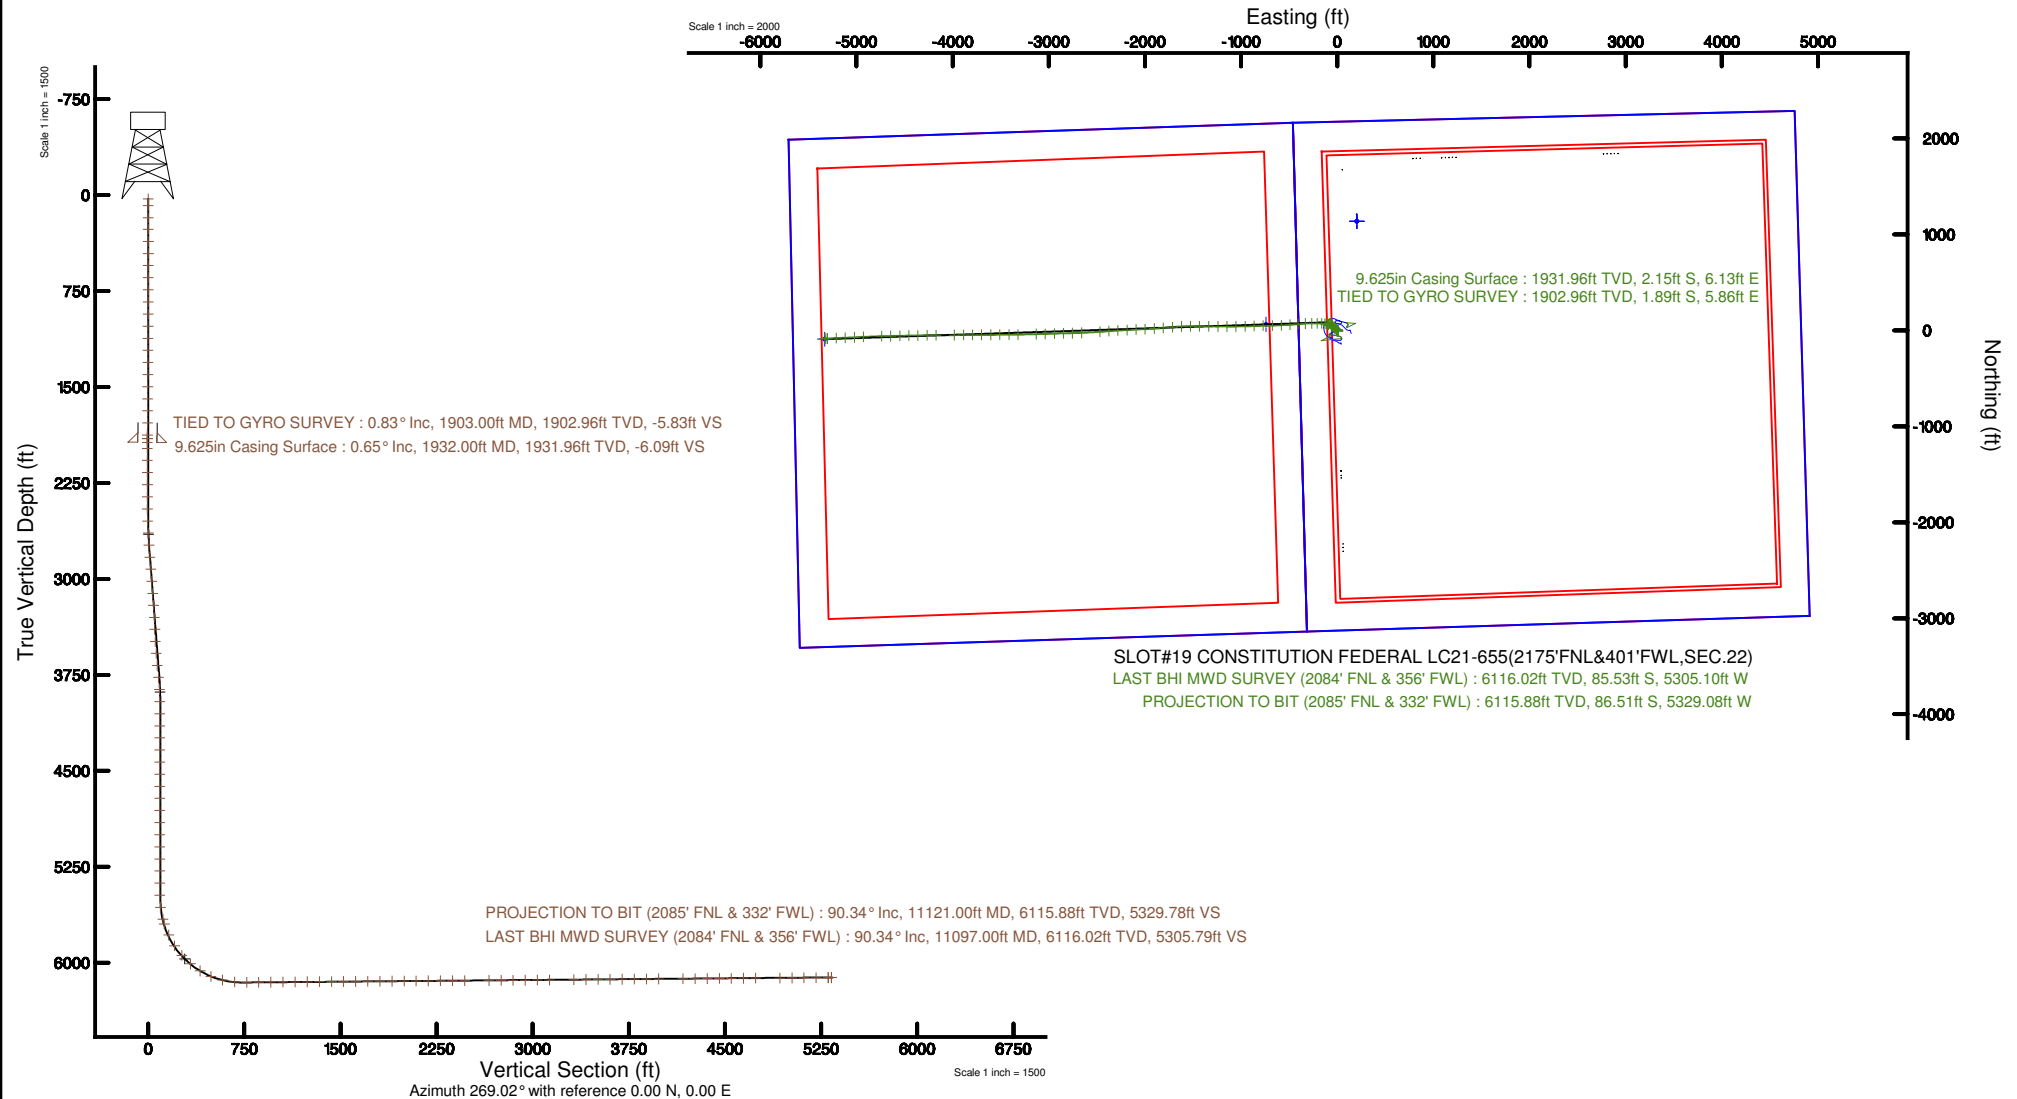 Scale 1 inch = 2000
Easting (ft)
-6000 -5000 -4000 -3000 -2000 -1000 0 1000 2000 3000 4000 5000
Scale 1 inch = 1500
-750
0
750
1500
2250
3000
3750
4500
5250
6000
True Vertical Depth (ft)
2000
1000
0
-1000
-2000
-3000
-4000
Northing (ft)
9.625in Casing Surface : 1931.96ft TVD, 2.15ft S, 6.13ft E
TIED TO GYRO SURVEY : 1902.96ft TVD, 1.89ft S, 5.86ft E
TIED TO GYRO SURVEY : 0.83° Inc, 1903.00ft MD, 1902.96ft TVD, -5.83ft VS
9.625in Casing Surface : 0.65° Inc, 1932.00ft MD, 1931.96ft TVD, -6.09ft VS
SLOT#19 CONSTITUTION FEDERAL LC21-655(2175'FNL&401'FWL,SEC.22)
LAST BHI MWD SURVEY (2084' FNL & 356' FWL) : 6116.02ft TVD, 85.53ft S, 5305.10ft W
PROJECTION TO BIT (2085' FNL & 332' FWL) : 6115.88ft TVD, 86.51ft S, 5329.08ft W
PROJECTION TO BIT (2085' FNL & 332' FWL) : 90.34° Inc, 11121.00ft MD, 6115.88ft TVD, 5329.78ft VS
LAST BHI MWD SURVEY (2084' FNL & 356' FWL) : 90.34° Inc, 11097.00ft MD, 6116.02ft TVD, 5305.79ft VS
0 750 1500 2250 3000 3750 4500 5250 6000 6750
Vertical Section (ft)
Scale 1 inch = 1500
Azimuth 269.02° with reference 0.00 N, 0.00 E